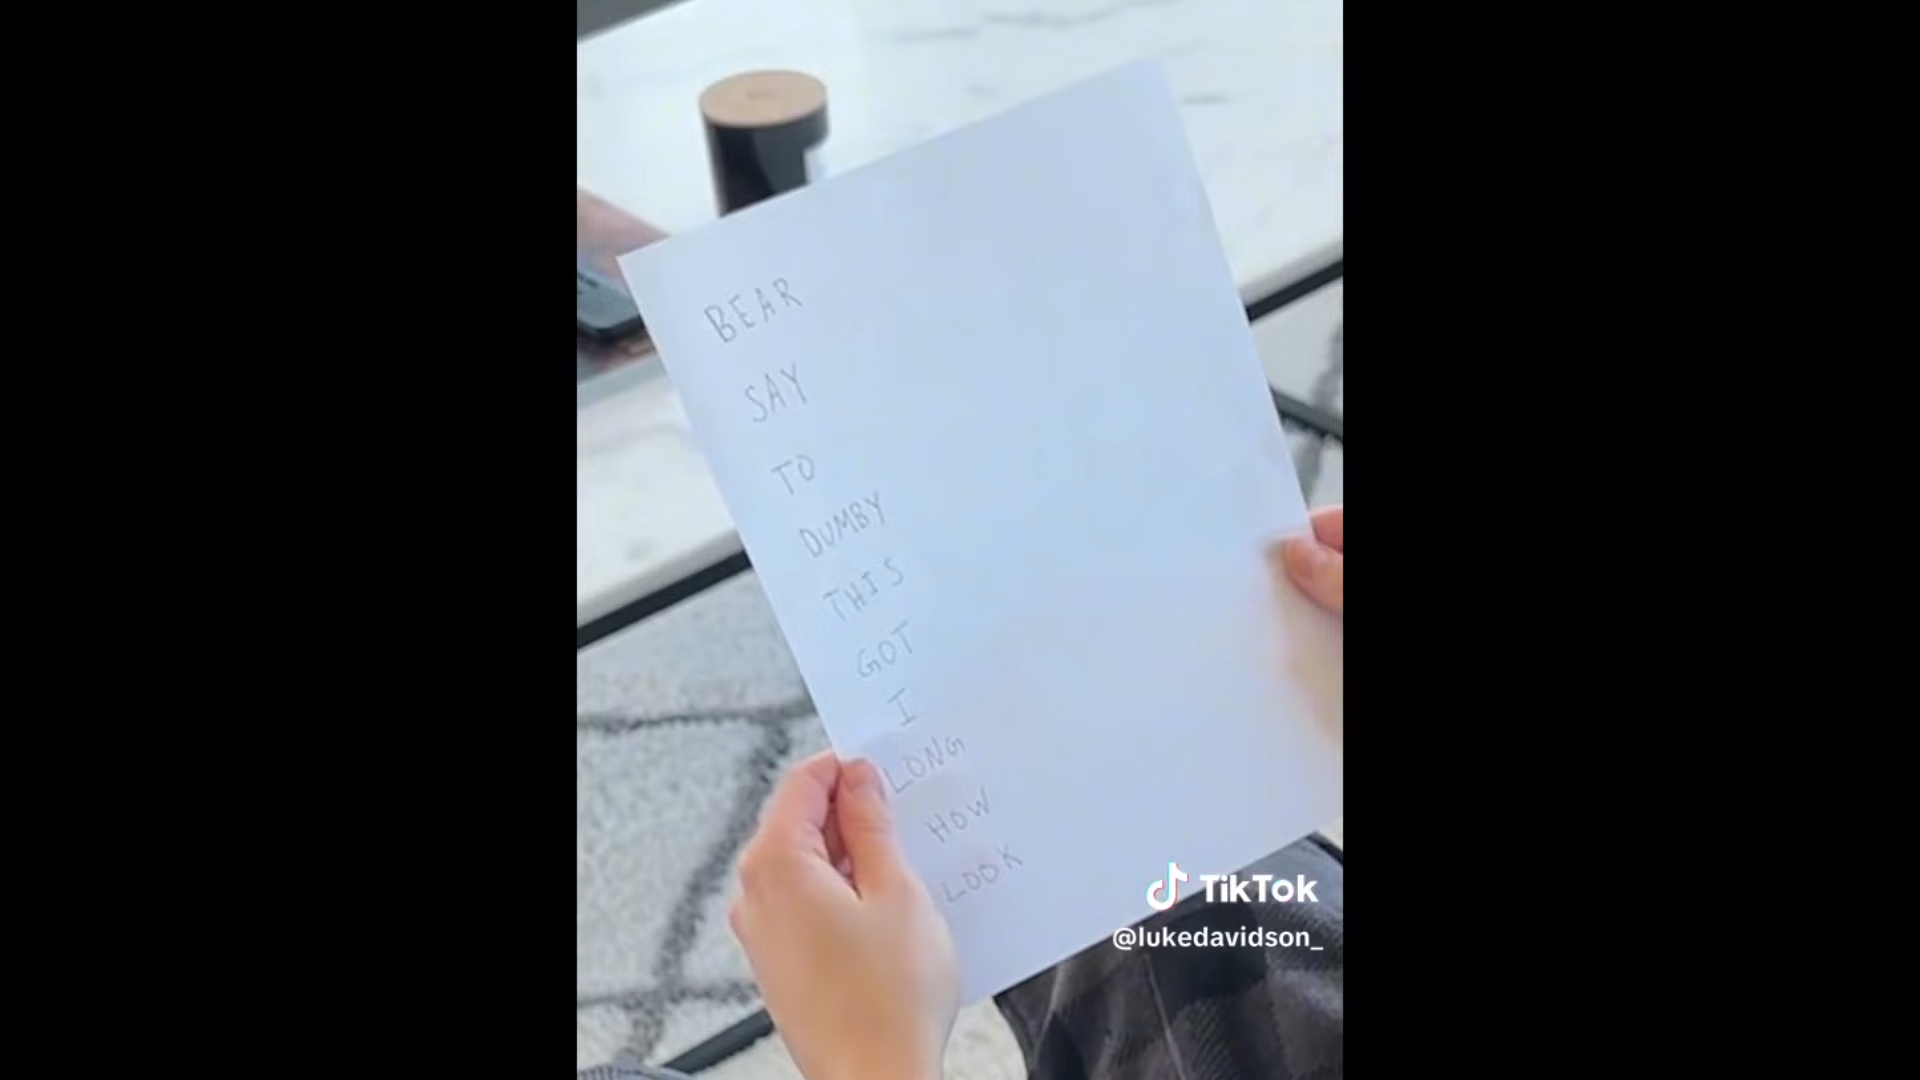 BEAR
SAY
TO
DUMBY
THIS
GOT
I
LONG
HOW
LOOK
TikTok
@lukedavidson_